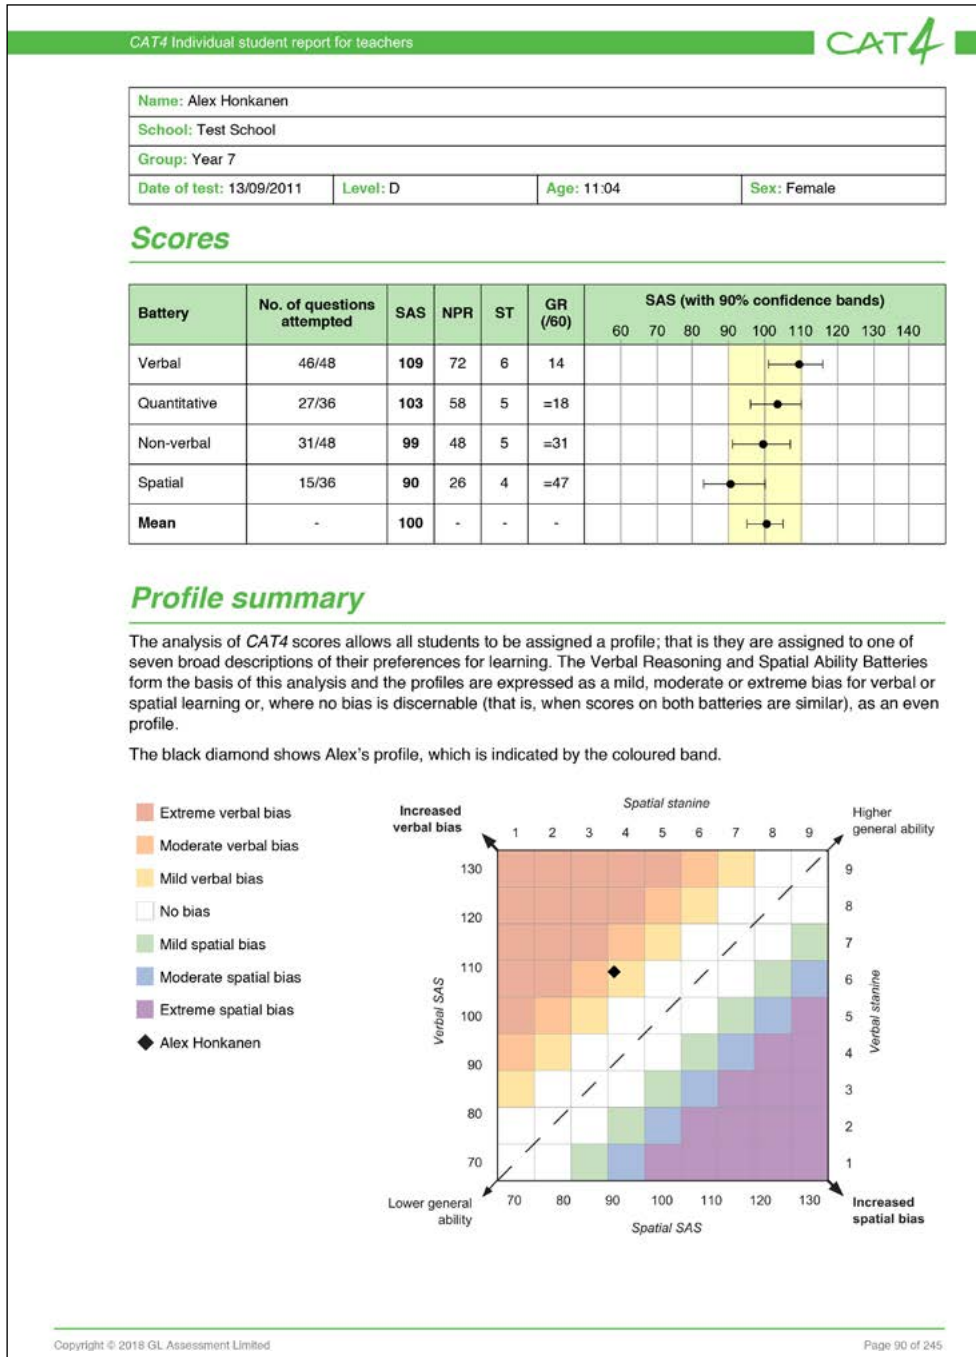 CAT4 Individual student report for teachers
CAT4
Name: Alex Honkanen
School: Test School
Group: Year 7
Date of test: 13/09/2011 Level: D Age: 11:04 Sex: Female
Scores
Battery No. of questions attempted SAS NPR ST GR (/60) SAS (with 90% confidence bands)
60 70 80 90 100 110 120 130 140
Verbal 46/48 109 72 6 14
Quantitative 27/36 103 58 5 =18
Non-verbal 31/48 99 48 5 =31
Spatial 15/36 90 26 4 =47
Mean - 100 - - -
Profile summary
The analysis of CAT4 scores allows all students to be assigned a profile; that is they are assigned to one of
seven broad descriptions of their preferences for learning. The Verbal Reasoning and Spatial Ability Batteries
form the basis of this analysis and the profiles are expressed as a mild, moderate or extreme bias for verbal or
spatial learning or, where no bias is discernable (that is, when scores on both batteries are similar), as an even
profile.
The black diamond shows Alex's profile, which is indicated by the coloured band.
Extreme verbal bias
Moderate verbal bias
Mild verbal bias
No bias
Mild spatial bias
Moderate spatial bias
Extreme spatial bias
Alex Honkanen
Increased
verbal bias
Spatial stanine
1 2 3 4 5 6 7 8 9
Higher
general ability
130
120
110
100
90
80
70
Verbal SAS
9
8
7
6
5
4
3
2
1
Verbal stanine
Lower general
ability
70 80 90 100 110 120 130
Spatial SAS
Increased
spatial bias
Copyright © 2018 GL Assessment Limited
Page 90 of 245